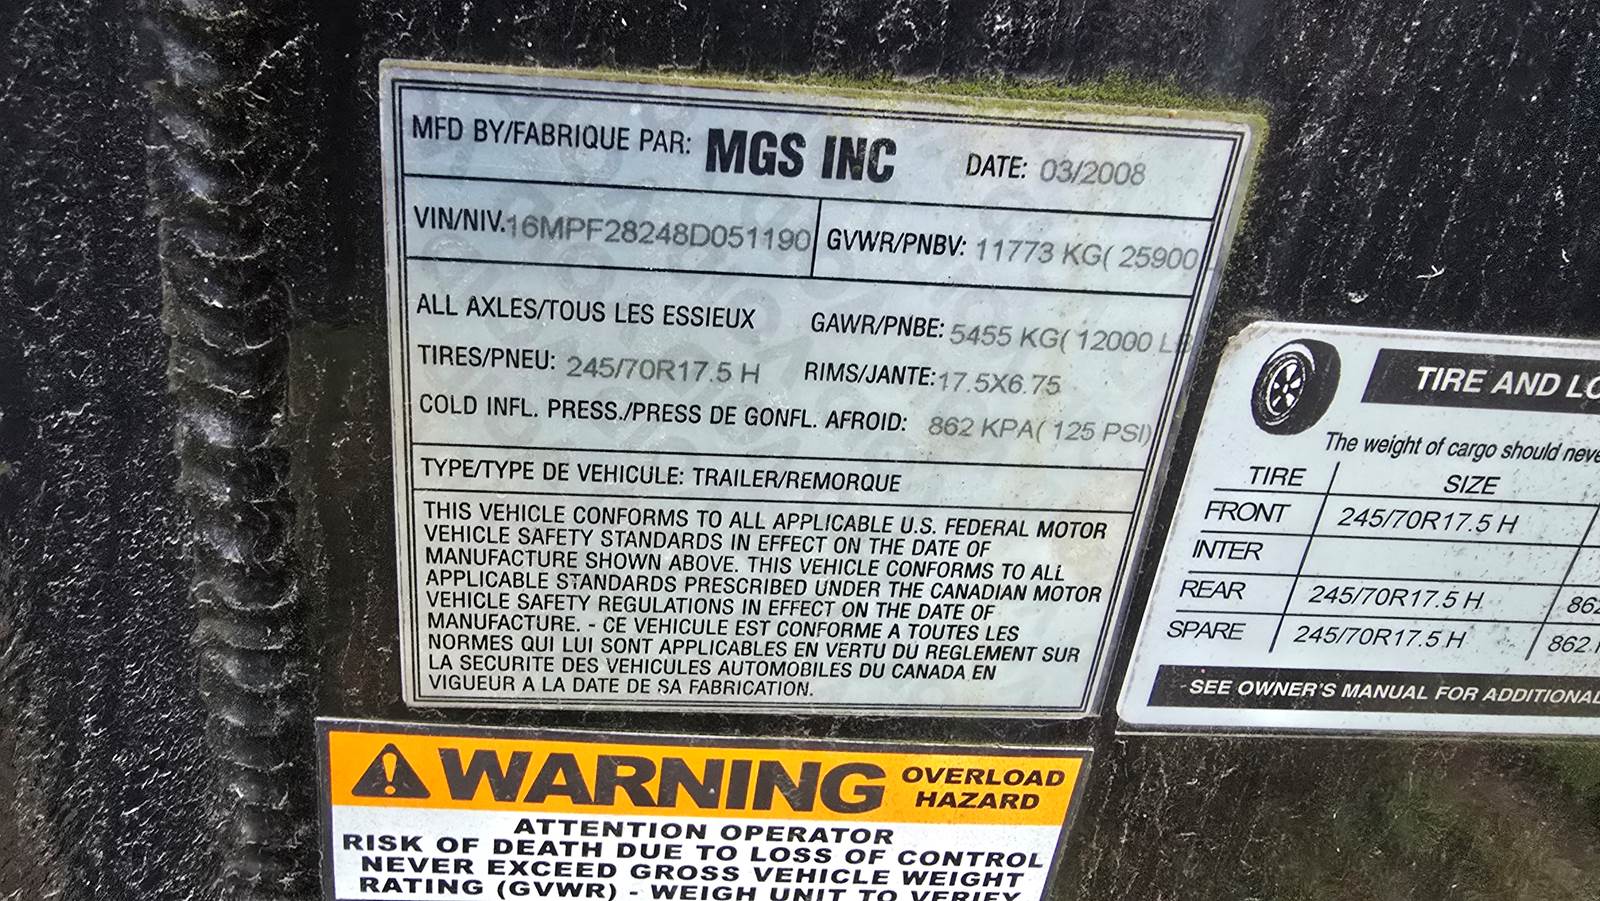 MFD BY/FABRIQUE PAR: MGS INC DATE: 03/2008
VIN/NIV.16MPF28248D051190 GVWR/PNBV: 11773 KG( 25900
ALL AXLES/TOUS LES ESSIEUX GAWR/PNBE: 5455 KG( 12000 L
TIRES/PNEU: 245/70R17.5 H RIMS/JANTE: 17.5X6.75
COLD INFL. PRESS./PRESS DE GONFL. AFROID: 862 KPA( 125 PSI)
TYPE/TYPE DE VEHICULE: TRAILER/REMORQUE
THIS VEHICLE CONFORMS TO ALL APPLICABLE U.S. FEDERAL MOTOR
VEHICLE SAFETY STANDARDS IN EFFECT ON THE DATE OF
MANUFACTURE SHOWN ABOVE. THIS VEHICLE CONFORMS TO ALL
APPLICABLE STANDARDS PRESCRIBED UNDER THE CANADIAN MOTOR
VEHICLE SAFETY REGULATIONS IN EFFECT ON THE DATE OF
MANUFACTURE. - CE VEHICULE EST CONFORME A TOUTES LES
NORMES QUI LUI SONT APPLICABLES EN VERTU DU REGLEMENT SUR
LA SECURITE DES VEHICULES AUTOMOBILES DU CANADA EN
VIGUEUR A LA DATE DE SA FABRICATION.
TIRE AND LO
The weight of cargo should neve
TIRE SIZE
FRONT 245/70R17.5 H
INTER
REAR 245/70R17.5 H 862
SPARE 245/70R17.5 H 862
SEE OWNER'S MANUAL FOR ADDITIONAL
WARNING OVERLOAD
HAZARD
ATTENTION OPERATOR
RISK OF DEATH DUE TO LOSS OF CONTROL
NEVER EXCEED GROSS VEHICLE WEIGHT
RATING (GVWR) - WEIGH UNIT TO VERIFY